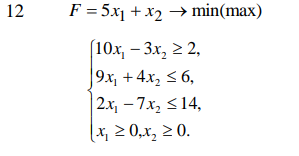 12 F = 5x₁ + x₂ → min(max)
10x₁ − 3x₂ ≥ 2,
9x₁ + 4x₂ ≤ 6,
2x₁ − 7x₂ ≤ 14,
x₁ ≥ 0, x₂ ≥ 0.